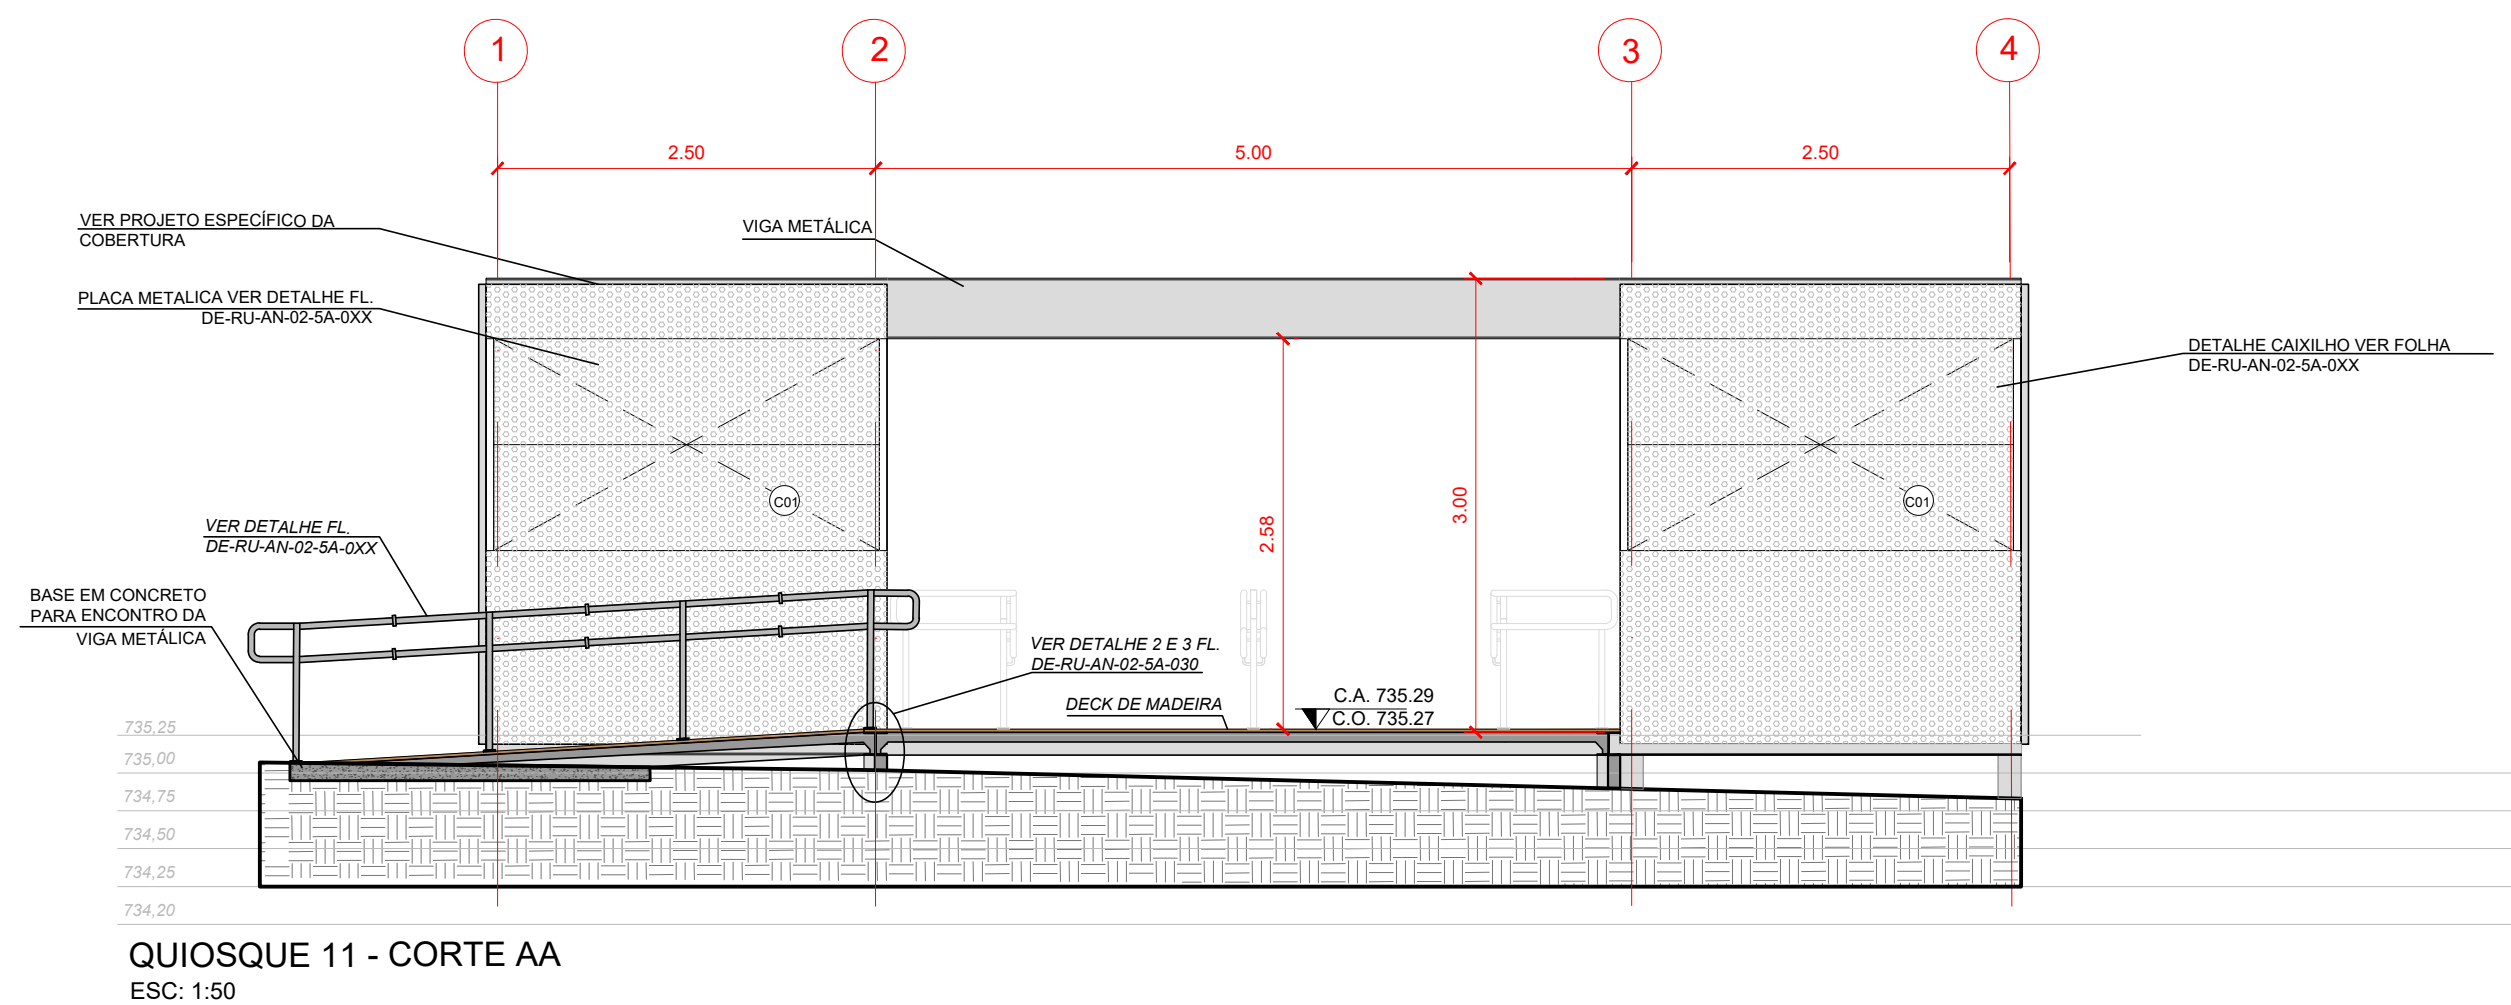 1
2
3
4
2.50
5.00
2.50
VER PROJETO ESPECÍFICO DA
COBERTURA
VIGA METÁLICA
PLACA METALICA VER DETALHE FL.
DE-RU-AN-02-5A-0XX
DETALHE CAIXILHO VER FOLHA
DE-RU-AN-02-5A-0XX
C01
C01
3.00
2.58
VER DETALHE FL.
DE-RU-AN-02-5A-0XX
BASE EM CONCRETO
PARA ENCONTRO DA
VIGA METÁLICA
VER DETALHE 2 E 3 FL.
DE-RU-AN-02-5A-030
DECK DE MADEIRA
C.A. 735.29
C.O. 735.27
735,25
735,00
734,75
734,50
734,25
734,20
QUIOSQUE 11 - CORTE AA
ESC: 1:50